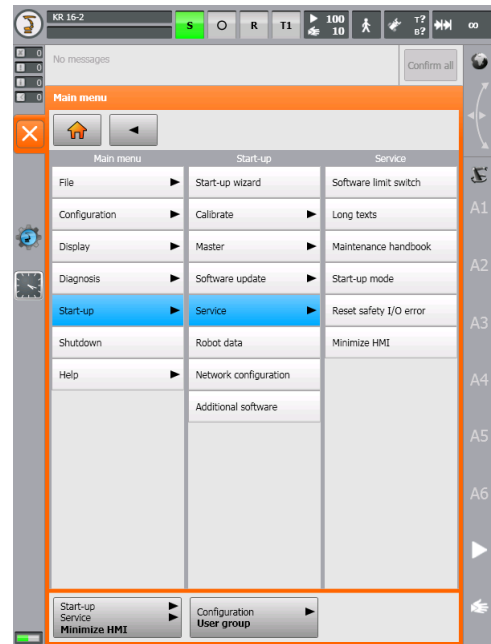 KR 16-2
S
O
R
T1
100
10
T?
B?
∞
0
0
0
0
No messages
Confirm all
Main menu
Main menu
Start-up
Service
File
Start-up wizard
Software limit switch
Configuration
Calibrate
Long texts
Display
Master
Maintenance handbook
Diagnosis
Software update
Start-up mode
Start-up
Service
Reset safety I/O error
Shutdown
Robot data
Minimize HMI
Help
Network configuration
Additional software
A1
A2
A3
A4
A5
A6
Start-up
Service
Minimize HMI
Configuration
User group